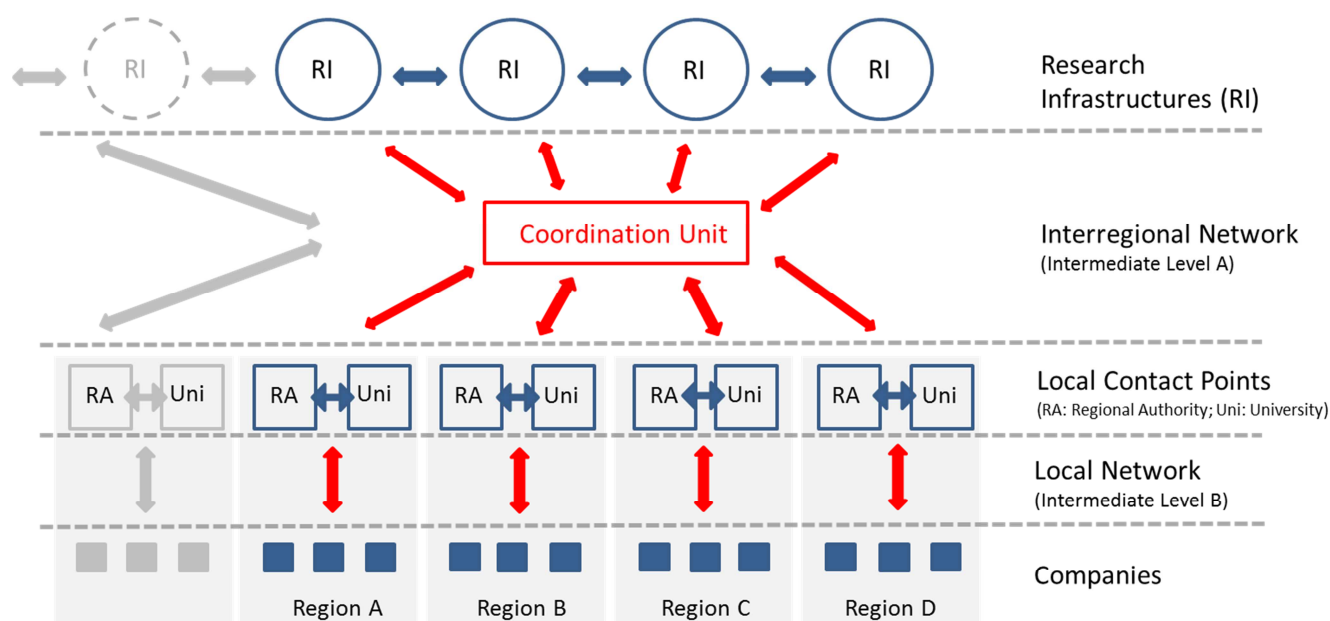 RI
RI
RI
RI
RI
Research
Infrastructures (RI)
Coordination Unit
Interregional Network
(Intermediate Level A)
RA Uni
RA Uni
RA Uni
RA Uni
RA Uni
Local Contact Points
(RA: Regional Authority; Uni: University)
Local Network
(Intermediate Level B)
Companies
Region A
Region B
Region C
Region D